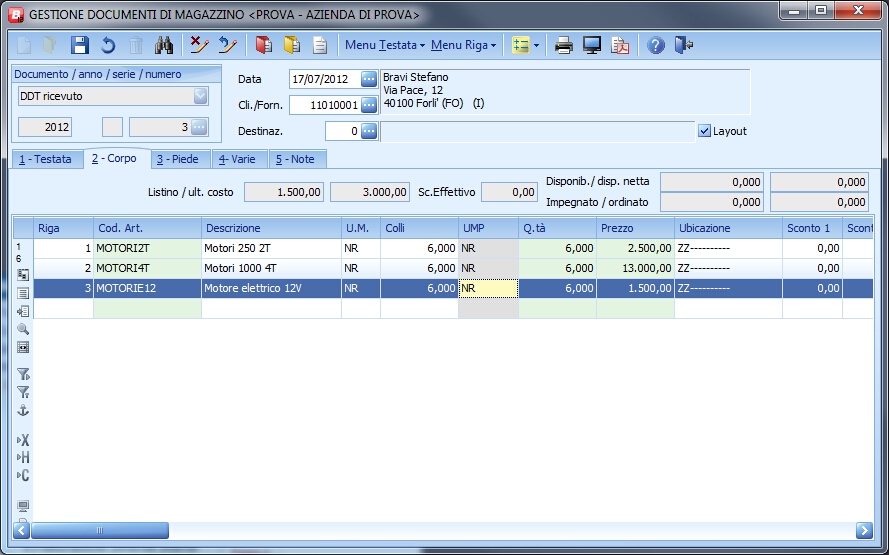 GESTIONE DOCUMENTI DI MAGAZZINO <PROVA - AZIENDA DI PROVA>
Menu Testata Menu Riga
Documento / anno / serie / numero
DDT ricevuto
2012 3
Data 17/07/2012
Cli./Forn. 11010001
Destinaz. 0
Bravi Stefano
Via Pace, 12
40100 Forli' (FO) (I)
Layout
1 - Testata 2 - Corpo 3 - Piede 4- Varie 5 - Note
Listino / ult. costo 1.500,00 3.000,00 Sc.Effettivo 0,00
Disponib./ disp. netta 0,000 0,000
Impegnato / ordinato 0,000 0,000
Riga Cod. Art. Descrizione U.M. Colli UMP Q.tà Prezzo Ubicazione Sconto 1 Scont
1 MOTORI2T Motori 250 2T NR 6,000 NR 6,000 2.500,00 ZZ---------- 0,00
2 MOTORI4T Motori 1000 4T NR 6,000 NR 6,000 13.000,00 ZZ---------- 0,00
3 MOTORIE12 Motore elettrico 12V NR 6,000 NR 6,000 1.500,00 ZZ---------- 0,00
1
6
X
H
C